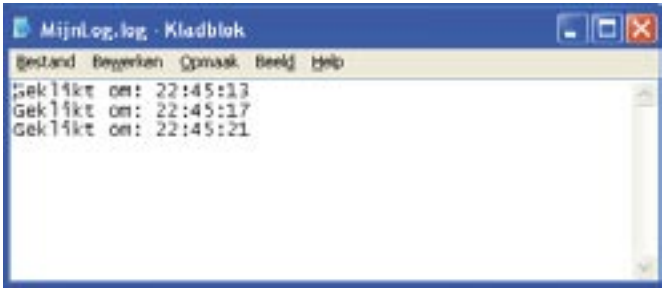 MijnLog.log - Kladblok
Bestand Bewerken Opmaak Beeld Help
Geklikt om: 22:45:13
Geklikt om: 22:45:17
Geklikt om: 22:45:21